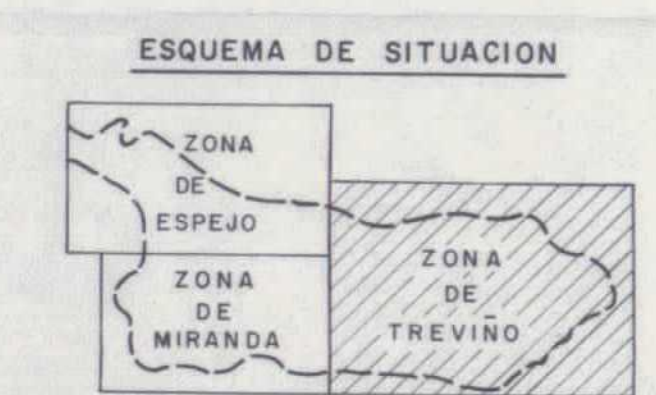 ESQUEMA DE SITUACION
ZONA
DE
ESPEJO
ZONA
DE
MIRANDA
ZONA
DE
TREVIÑO